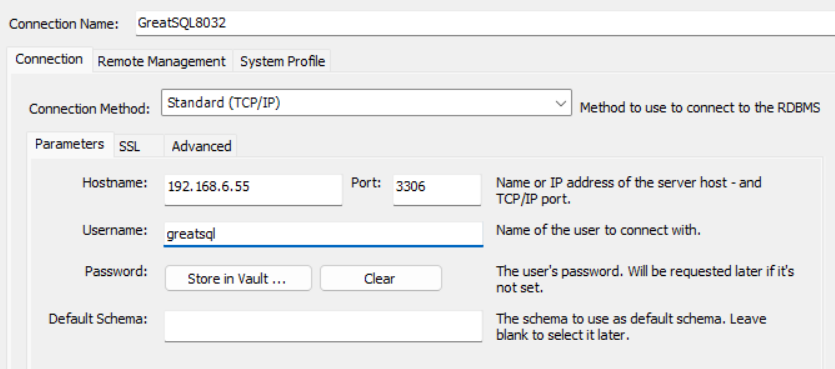 Connection Name: GreatSQL8032
Connection Remote Management System Profile
Connection Method: Standard (TCP/IP) Method to use to connect to the RDBMS
Parameters SSL Advanced
Hostname: 192.168.6.55 Port: 3306 Name or IP address of the server host - and
TCP/IP port.
Username: greatsql Name of the user to connect with.
Password: Store in Vault ... Clear The user's password. Will be requested later if it's
not set.
Default Schema: The schema to use as default schema. Leave
blank to select it later.